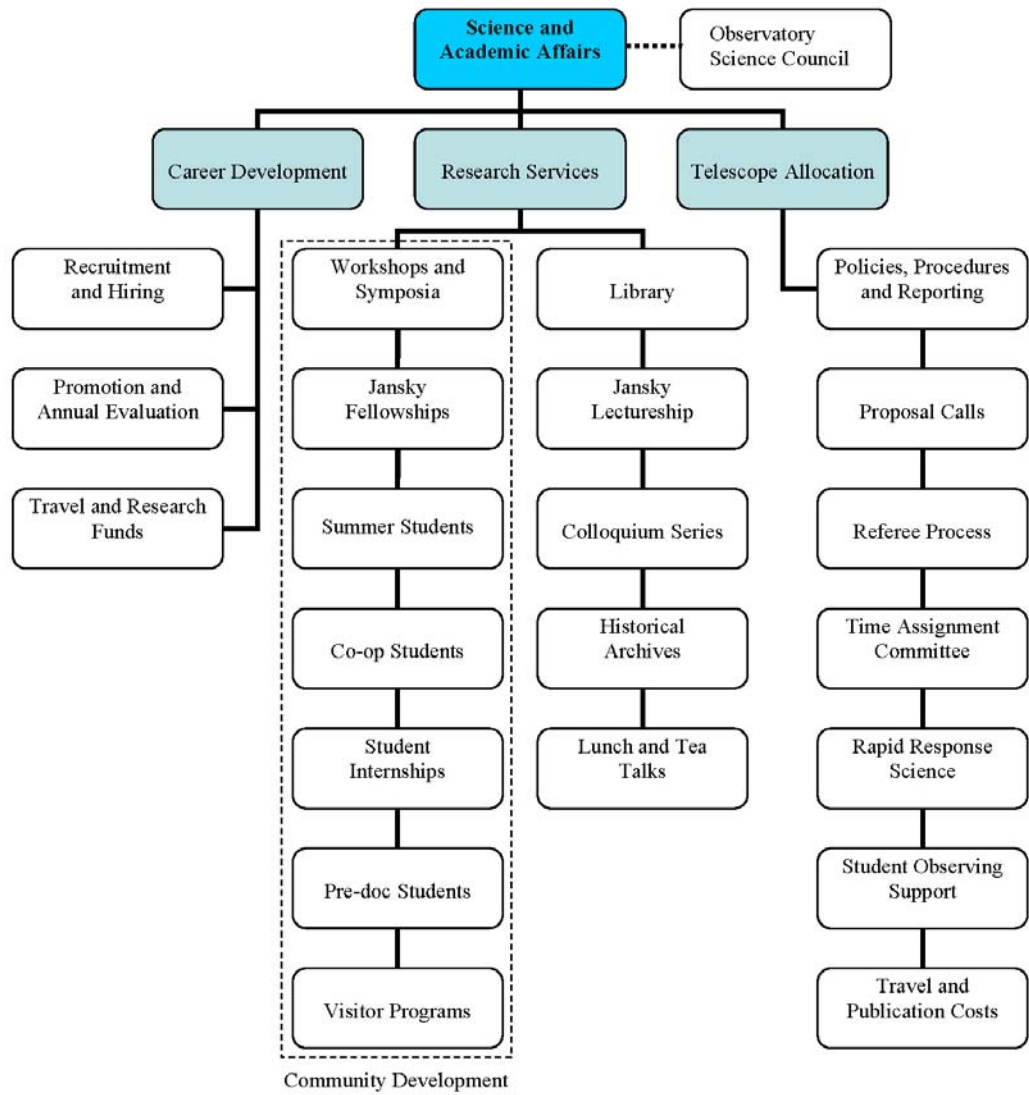 Science and
Academic Affairs
Observatory
Science Council
Career Development
Research Services
Telescope Allocation
Recruitment
and Hiring
Promotion and
Annual Evaluation
Travel and Research
Funds
Workshops and
Symposia
Jansky
Fellowships
Summer Students
Co-op Students
Student
Internships
Pre-doc Students
Visitor Programs
Community Development
Library
Jansky
Lectureship
Colloquium Series
Historical
Archives
Lunch and Tea
Talks
Policies, Procedures
and Reporting
Proposal Calls
Referee Process
Time Assignment
Committee
Rapid Response
Science
Student Observing
Support
Travel and
Publication Costs